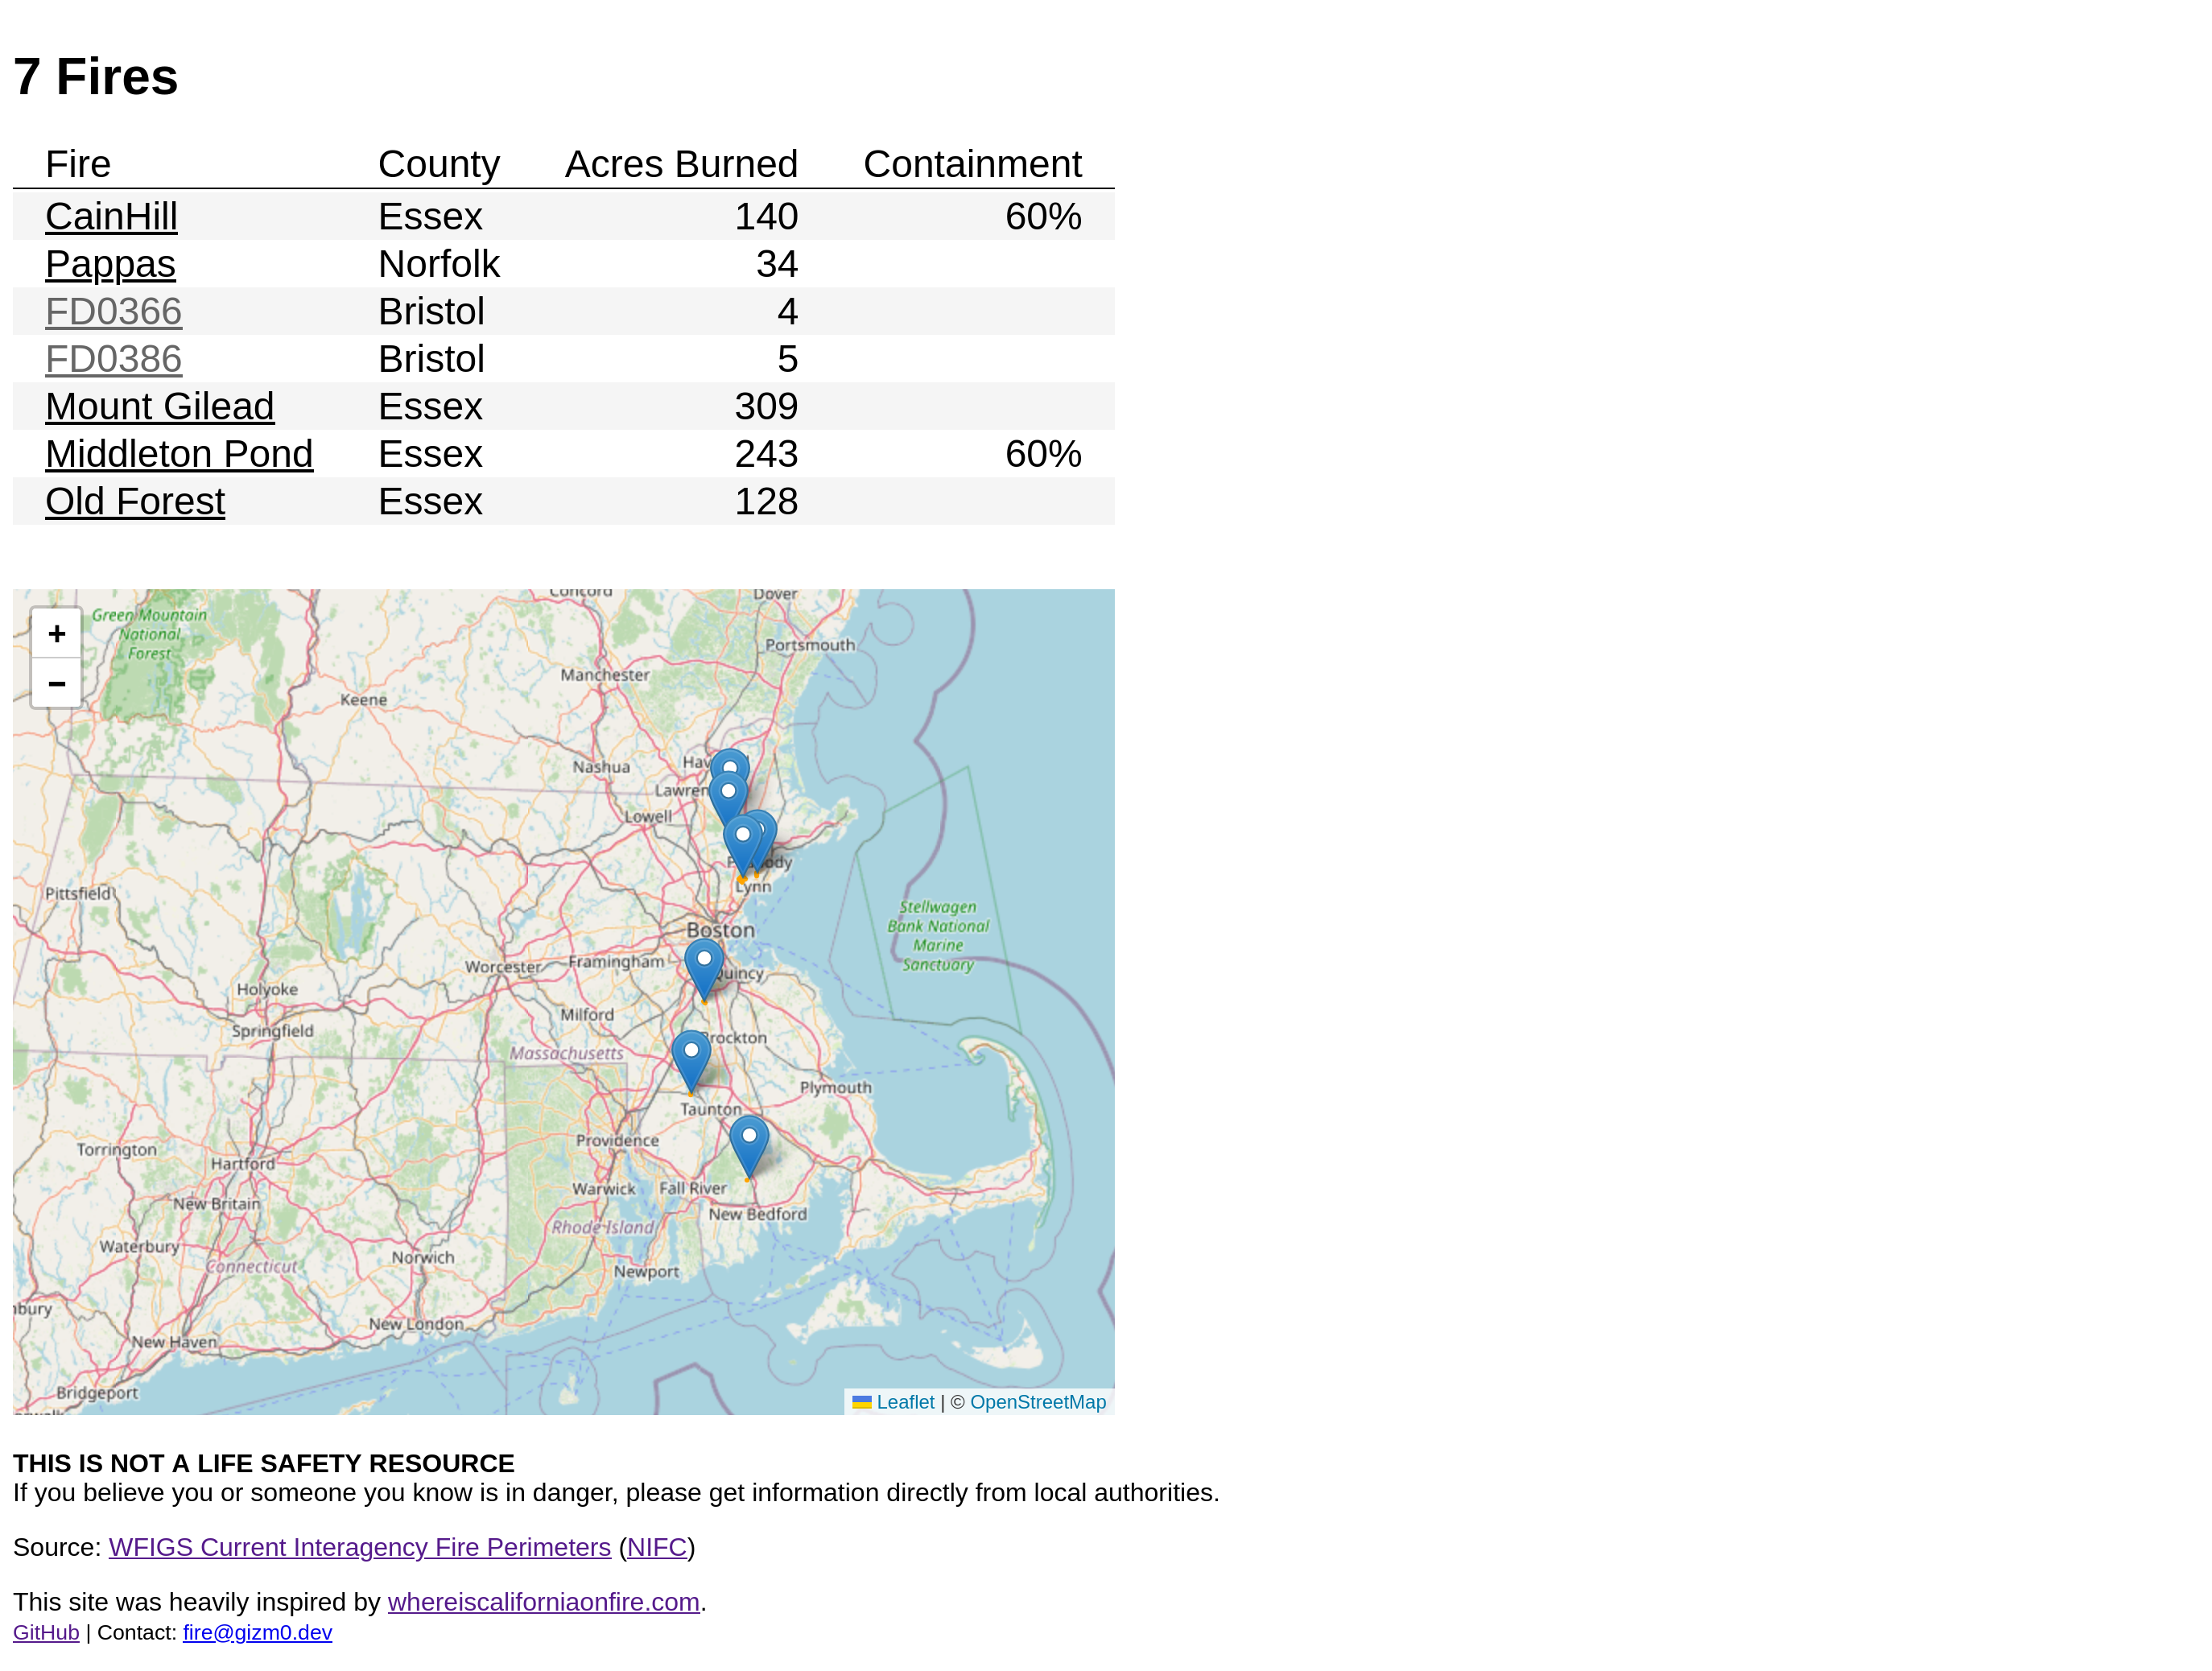 7 Fires
Fire County Acres Burned Containment
CainHill Essex 140 60%
Pappas Norfolk 34
FD0366 Bristol 4
FD0386 Bristol 5
Mount Gilead Essex 309
Middleton Pond Essex 243 60%
Old Forest Essex 128
Concord
Dover
+
Green Mountain
National
Forest
−
Portsmouth
Manchester
Keene
Nashua
Lowell
Pittsfield
Lynn
Stellwagen
Bank National
Marine
Sanctuary
Boston
Worcester
Framingham
Quincy
Holyoke
Milford
Springfield
Brockton
Massachusetts
Plymouth
Taunton
Providence
Torrington
Hartford
Warwick
Fall River
New Britain
New Bedford
Rhode Island
Waterbury
Norwich
Connecticut
Newport
nbury
New London
New Haven
Bridgeport
Leaflet | © OpenStreetMap
THIS IS NOT A LIFE SAFETY RESOURCE
If you believe you or someone you know is in danger, please get information directly from local authorities.
Source: WFIGS Current Interagency Fire Perimeters (NIFC)
This site was heavily inspired by whereiscaliforniaonfire.com.
GitHub | Contact: fire@gizm0.dev